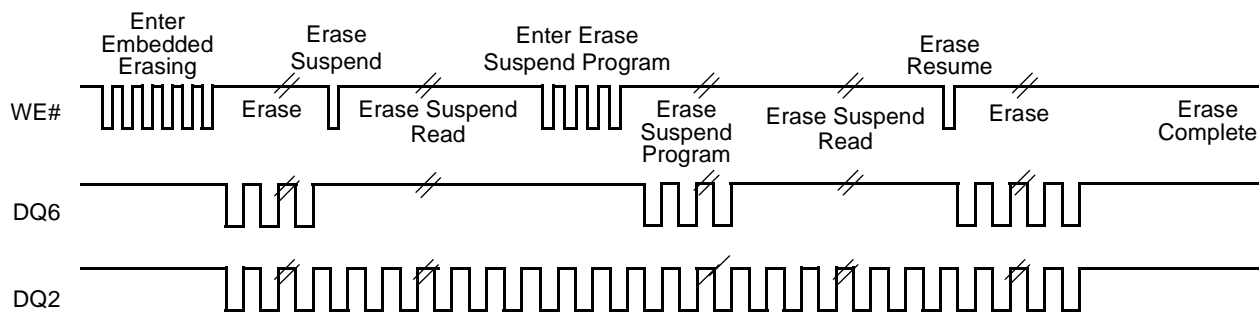 Enter
Embedded
Erasing
Erase
Suspend
Enter Erase
Suspend Program
Erase
Resume
WE#
Erase
Erase Suspend
Read
Erase
Suspend
Program
Erase Suspend
Read
Erase
Erase
Complete
DQ6
DQ2